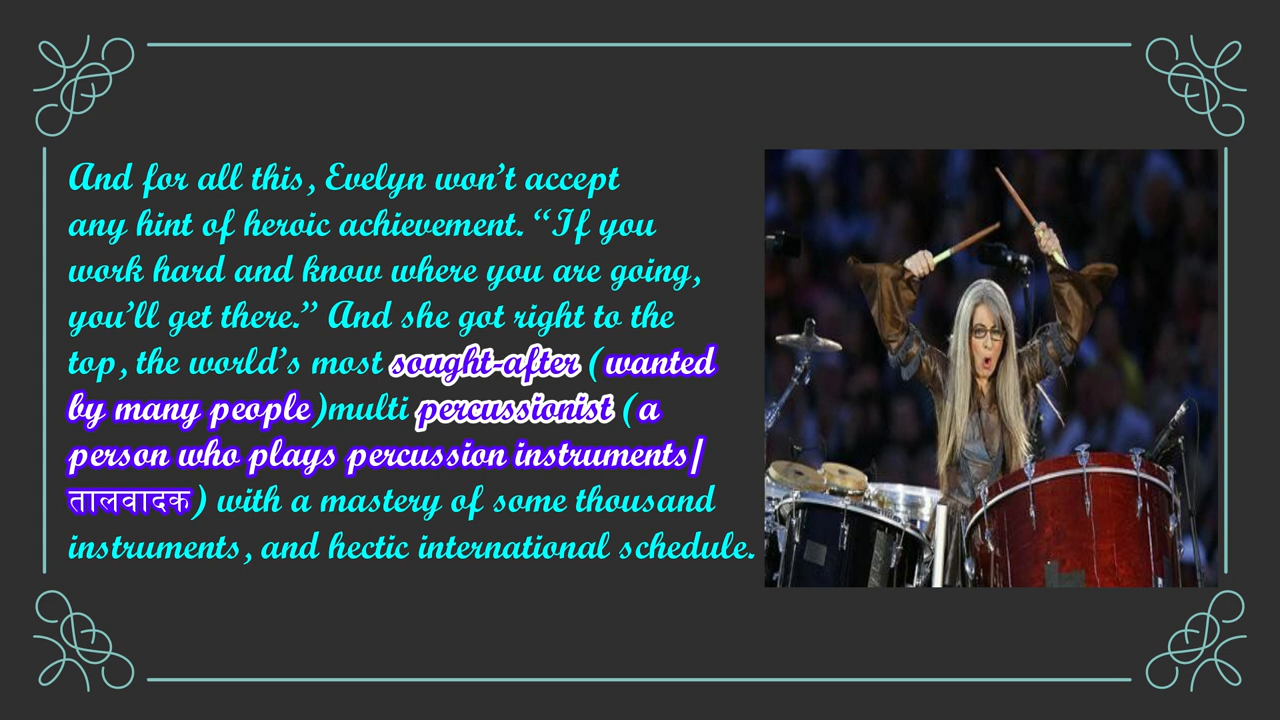 And for all this, Evelyn won’t accept
any hint of heroic achievement. “If you
work hard and know where you are going,
you’ll get there.” And she got right to the
top, the world’s most sought-after (wanted
by many people)multi percussionist (a
person who plays percussion instruments/
तालवादक) with a mastery of some thousand
instruments, and hectic international schedule.